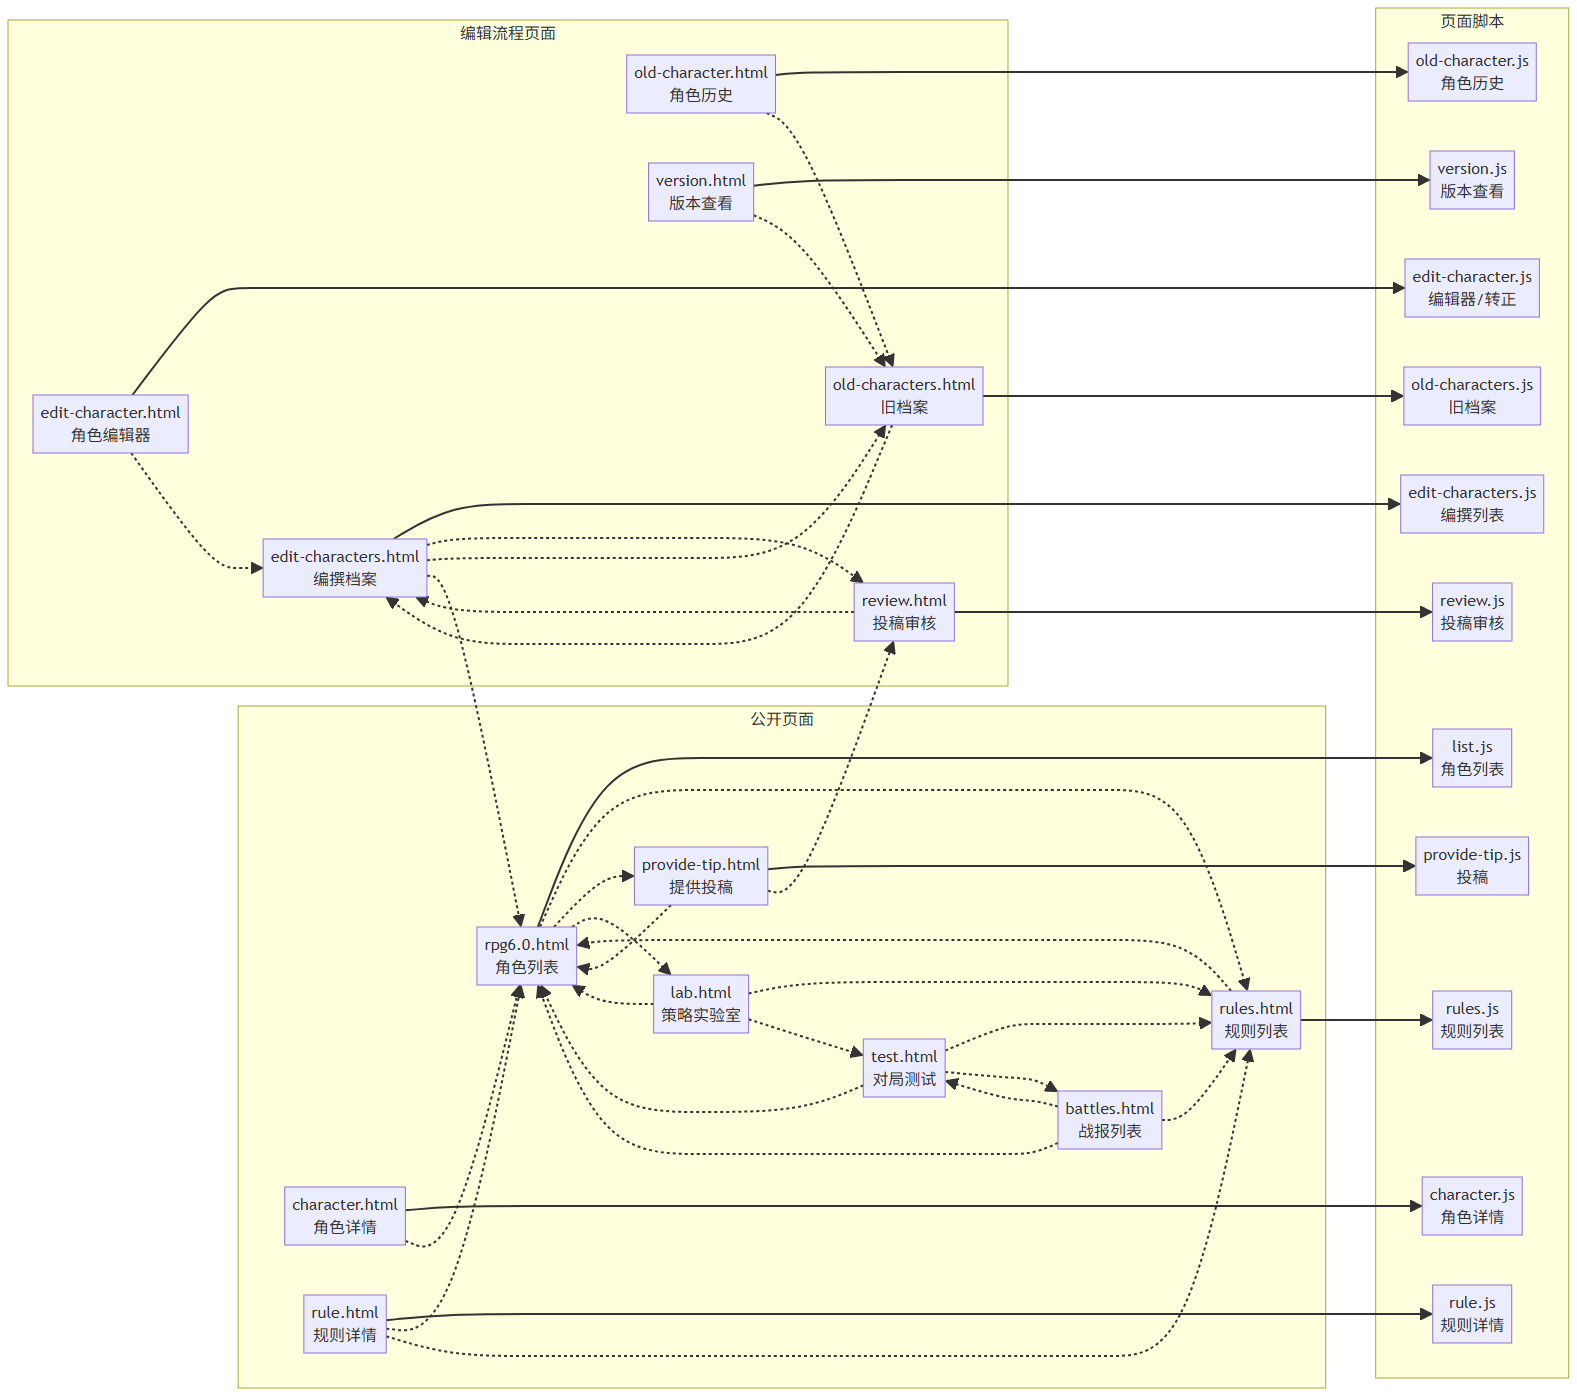 编辑流程页面
old-character.html
角色历史
version.html
版本查看
old-characters.html
旧档案
edit-character.html
角色编辑器
edit-characters.html
编撰档案
review.html
投稿审核
公开页面
provide-tip.html
提供投稿
rpg6.0.html
角色列表
lab.html
策略实验室
rules.html
规则列表
test.html
对局测试
battles.html
战报列表
character.html
角色详情
rule.html
规则详情
页面脚本
old-character.js
角色历史
version.js
版本查看
edit-character.js
编辑器/转正
old-characters.js
旧档案
edit-characters.js
编撰列表
review.js
投稿审核
list.js
角色列表
provide-tip.js
投稿
rules.js
规则列表
character.js
角色详情
rule.js
规则详情